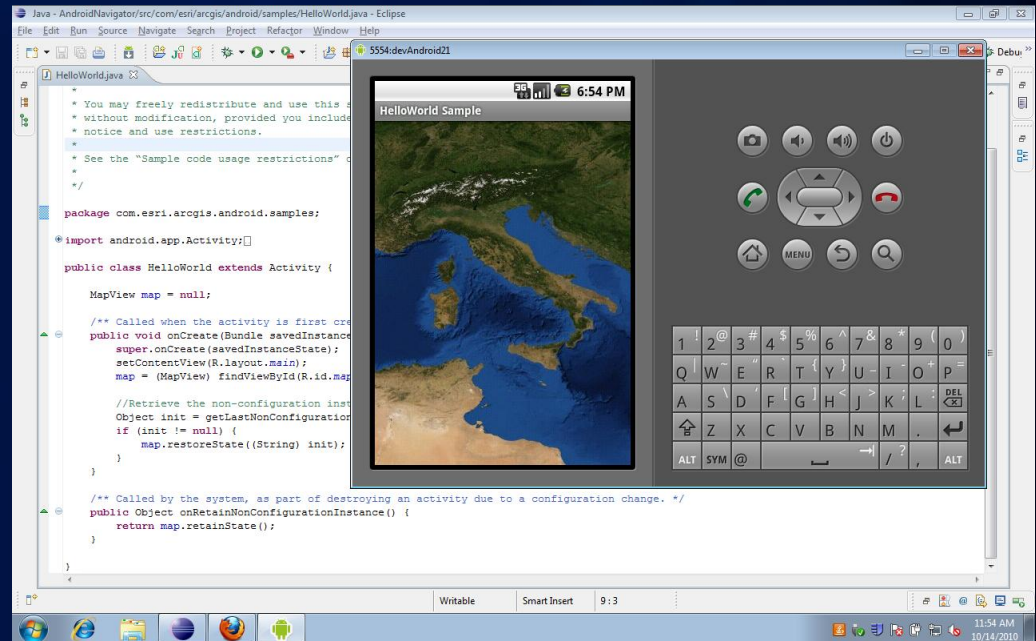 Java - AndroidNavigator/src/com/esri/arcgis/android/samples/HelloWorld.java - Eclipse
File Edit Run Source Navigate Search Project Refactor Window Help
5554:devAndroid21
Debu
HelloWorld.java
*
* You may freely redistribute and use this s
* without modification, provided you include
* notice and use restrictions.
*
* See the “Sample code usage restrictions”
*
*/
package com.esri.arcgis.android.samples;
import android.app.Activity;
public class HelloWorld extends Activity {
MapView map = null;
/** Called when the activity is first cre
public void onCreate(Bundle savedInstance
super.onCreate(savedInstanceState);
setContentView(R.layout.main);
map = (MapView) findViewById(R.id.map
//Retrieve the non-configuration inst
Object init = getLastNonConfiguration
if (init != null) {
map.restoreState((String) init);
}
}
/** Called by the system, as part of destroying an activity due to a configuration change. */
public Object onRetainNonConfigurationInstance() {
return map.retainState();
}
}
3G 6:54 PM
HelloWorld Sample
MENU
1 ! 2 @ 3 # 4 $ 5 % 6 ^ 7 & 8 * 9 ( 0 )
Q W ~ E " R T { Y } U - I O + P =
A S \ D ' F [ G ] H < J > K ; L : DEL
Z X C V B N M .
ALT SYM @ / ? , ALT
Writable Smart Insert 9 : 3
11:54 AM
10/14/2010